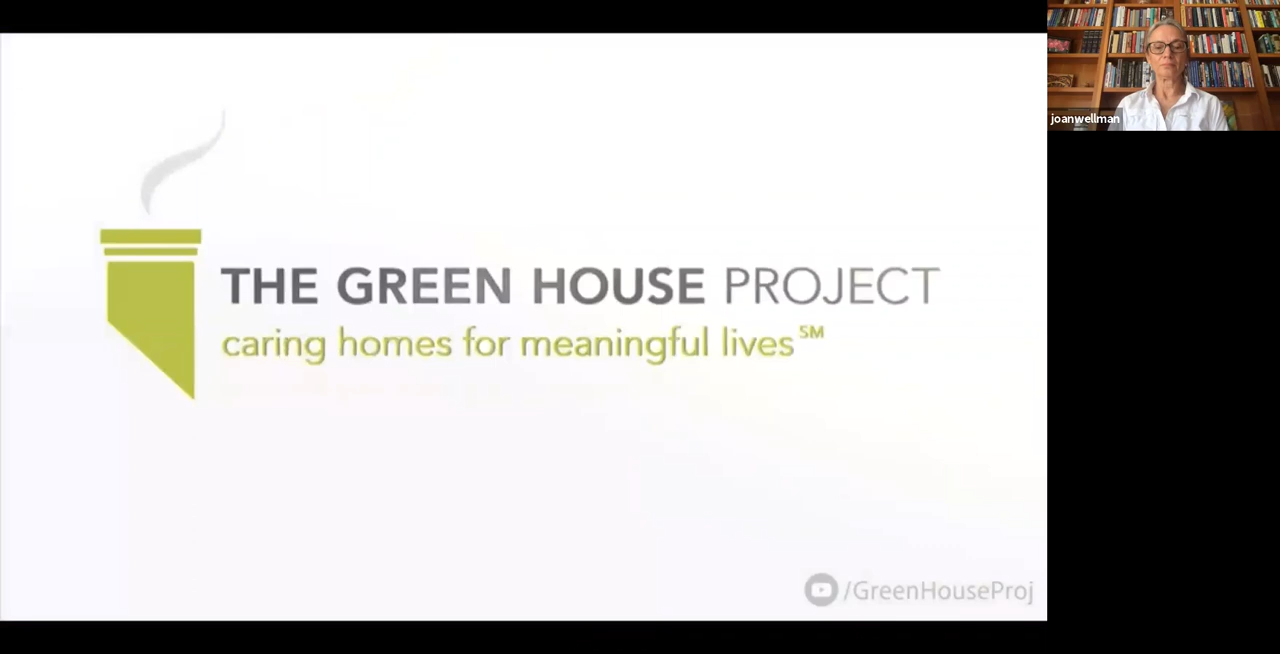 joanwellman
THE GREEN HOUSE PROJECT
caring homes for meaningful lives℠
/GreenHouseProj